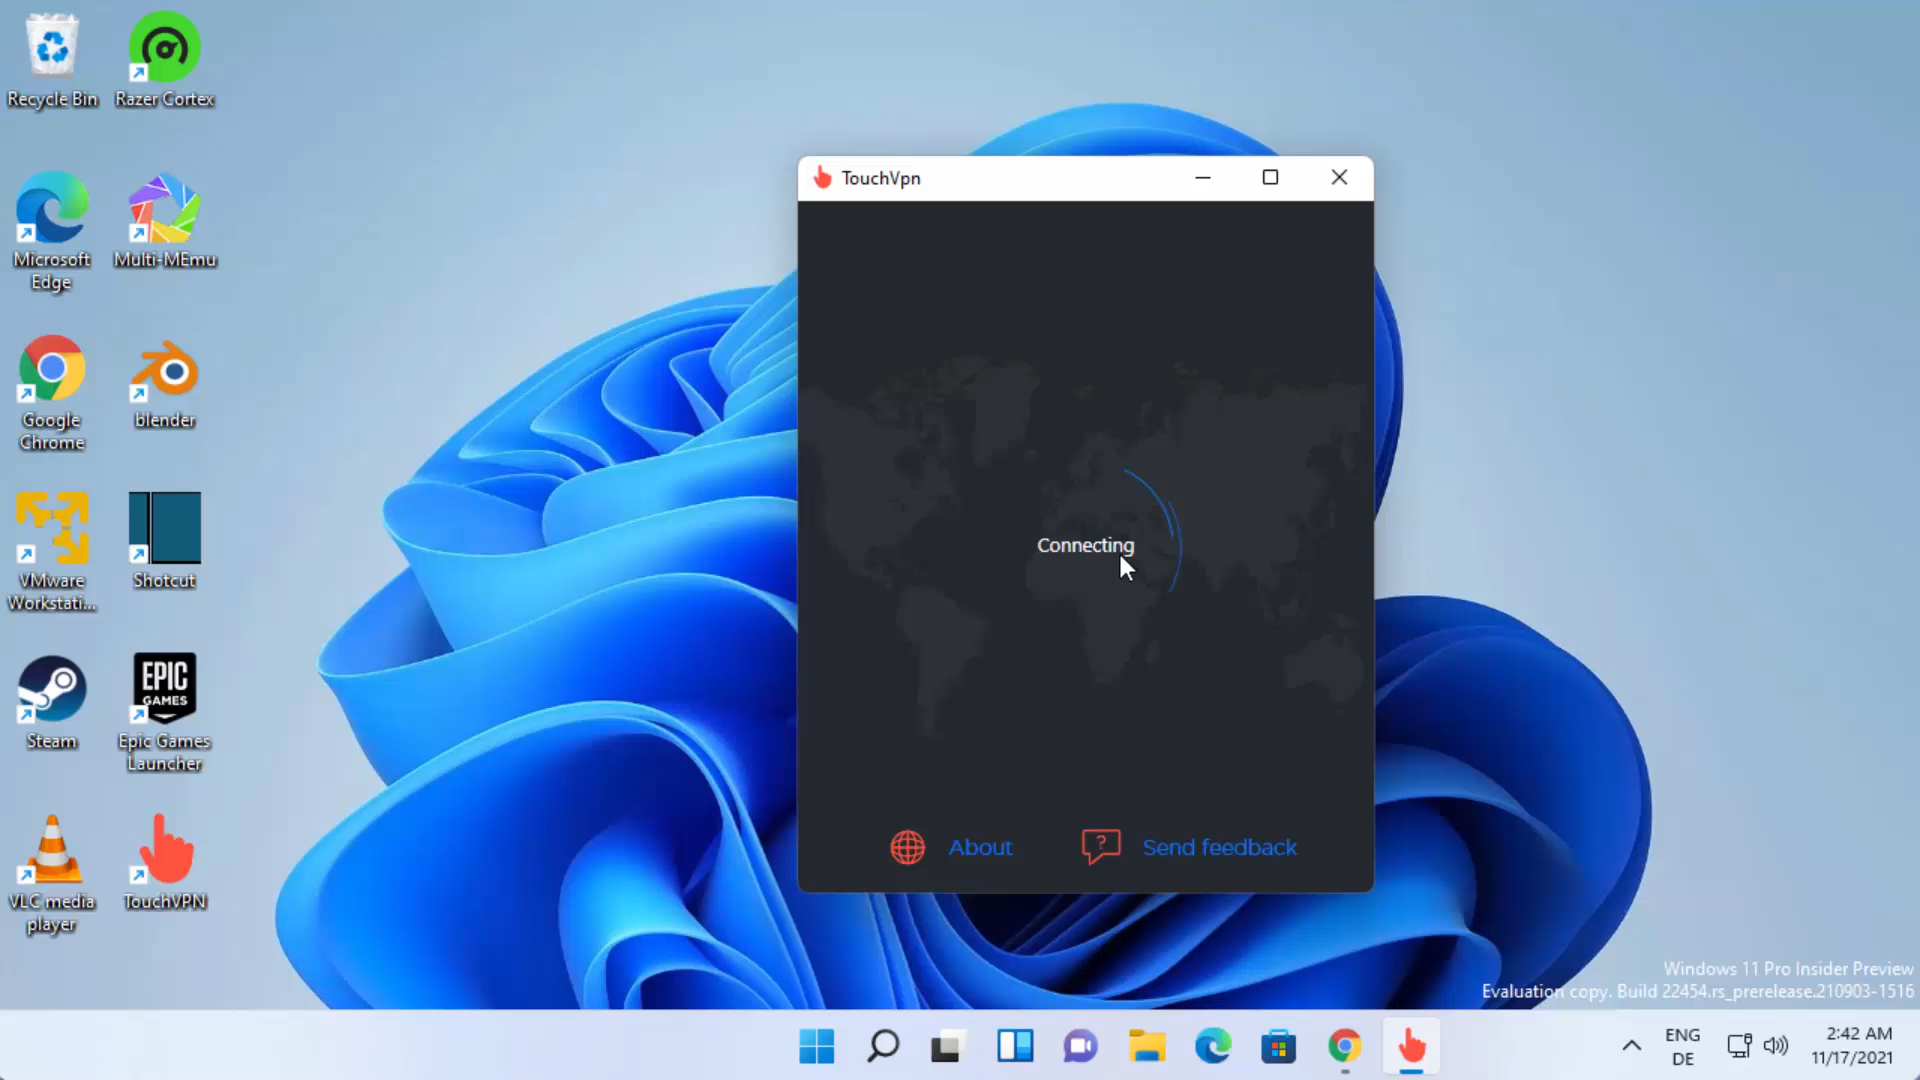 Recycle Bin
Razer Cortex
Microsoft
Edge
Multi-MEmu
Google
Chrome
blender
VMware
Workstati...
Shotcut
Steam
EPIC
GAMES
Epic Games
Launcher
VLC media
player
TouchVPN
TouchVpn
Connecting
?
About
Send feedback
Windows 11 Pro Insider Preview
Evaluation copy. Build 22454.rs_prerelease.210903-1516
ENG
DE
2:42 AM
11/17/2021